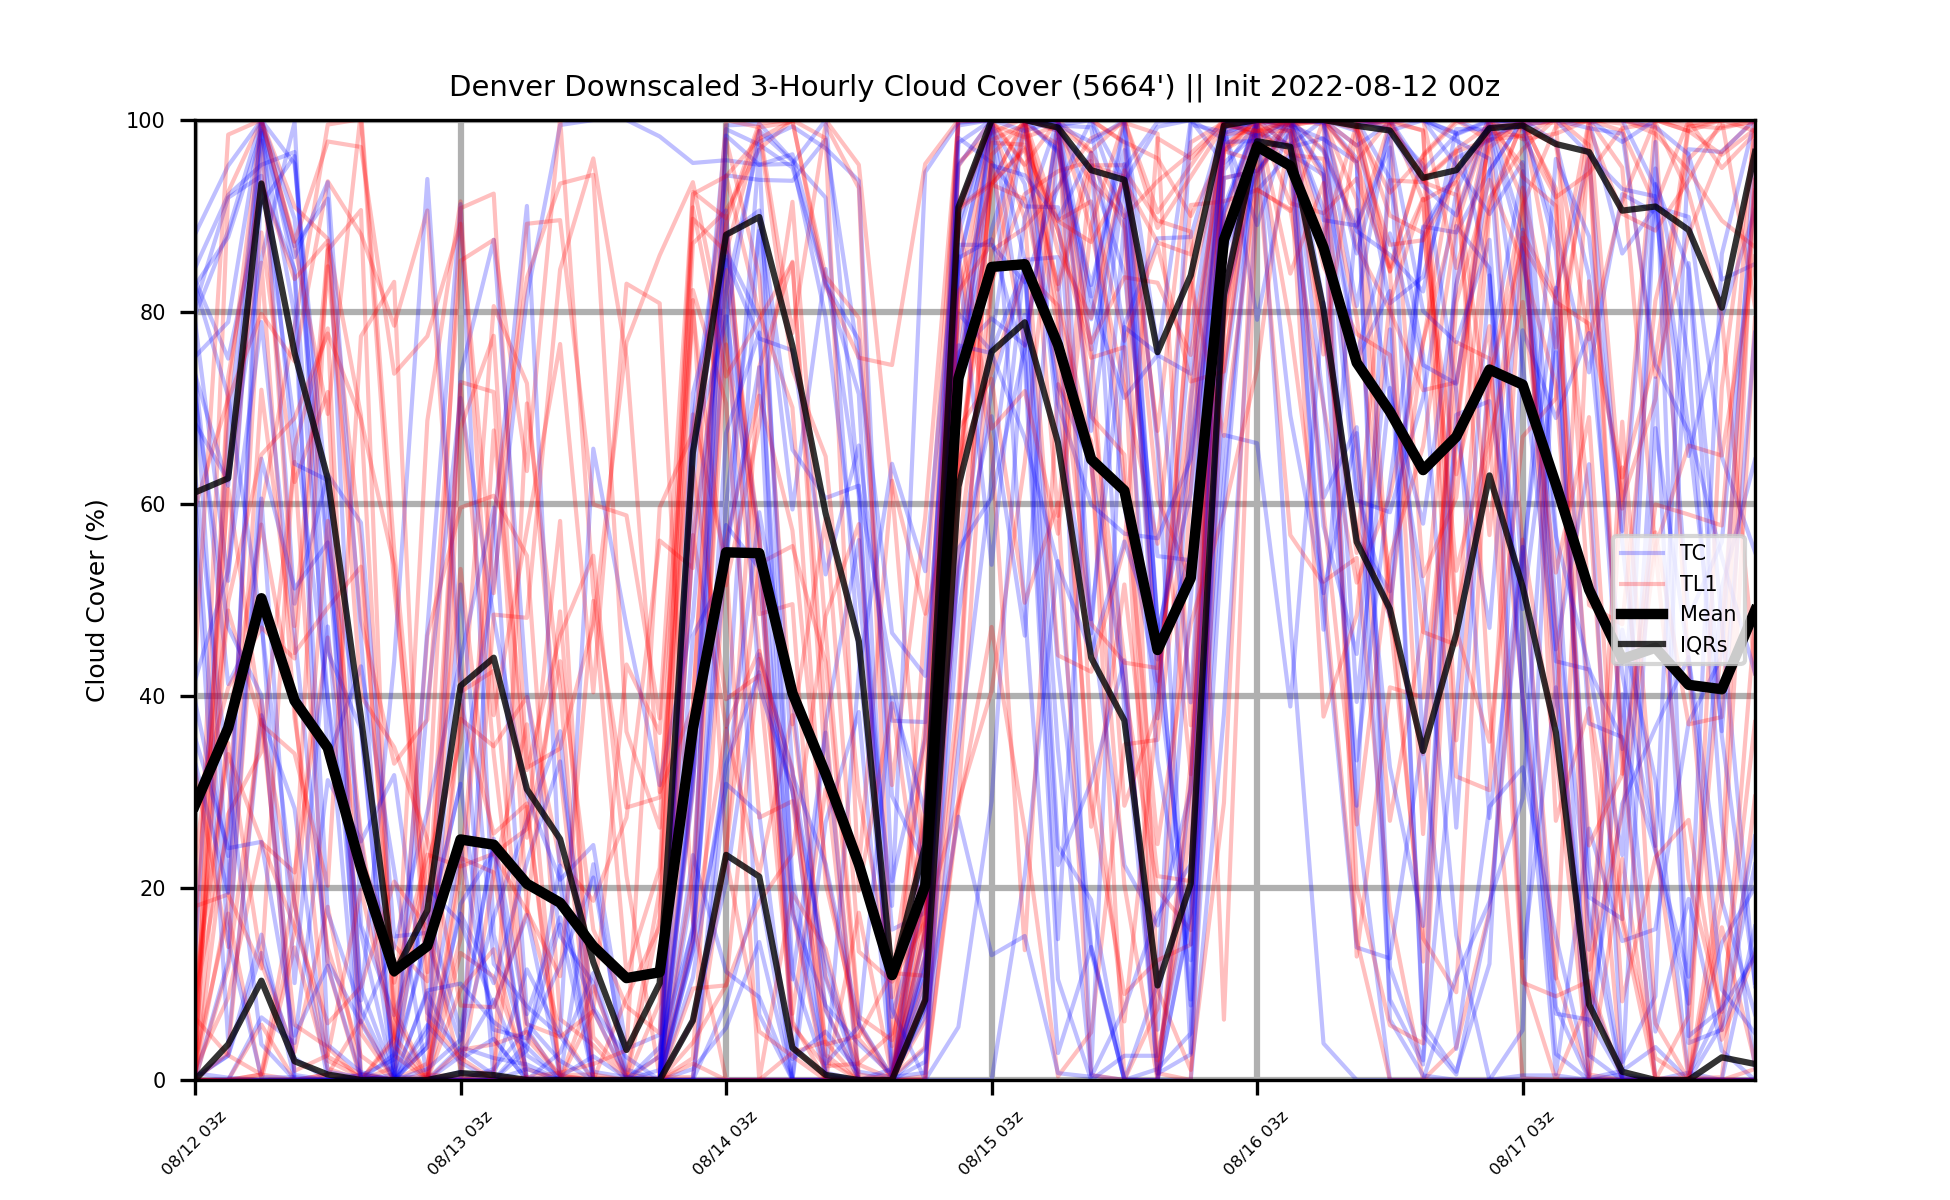 Denver Downscaled 3-Hourly Cloud Cover (5664') || Init 2022-08-12 00z
Cloud Cover (%)
100
80
60
40
20
0
TC
TL1
Mean
IQRs
08/12 03z
08/13 03z
08/14 03z
08/15 03z
08/16 03z
08/17 03z